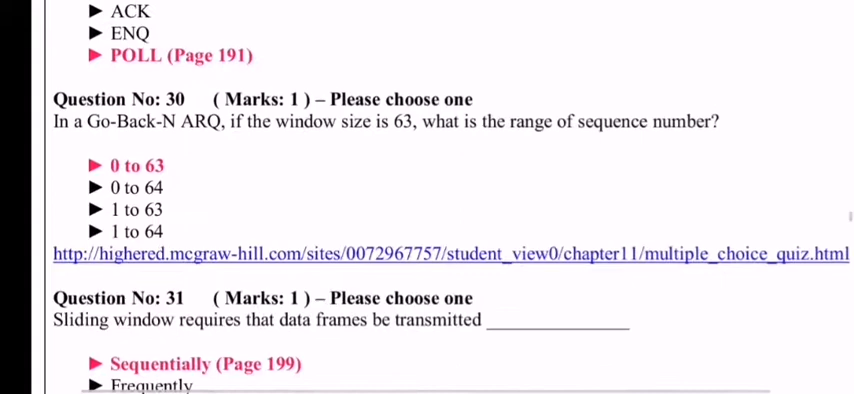 ► ACK
► ENQ
► POLL (Page 191)
Question No: 30 ( Marks: 1 ) – Please choose one
In a Go-Back-N ARQ, if the window size is 63, what is the range of sequence number?
► 0 to 63
► 0 to 64
► 1 to 63
► 1 to 64
http://highered.mcgraw-hill.com/sites/0072967757/student_view0/chapter11/multiple_choice_quiz.html
Question No: 31 ( Marks: 1 ) – Please choose one
Sliding window requires that data frames be transmitted _______________
► Sequentially (Page 199)
► Frequently